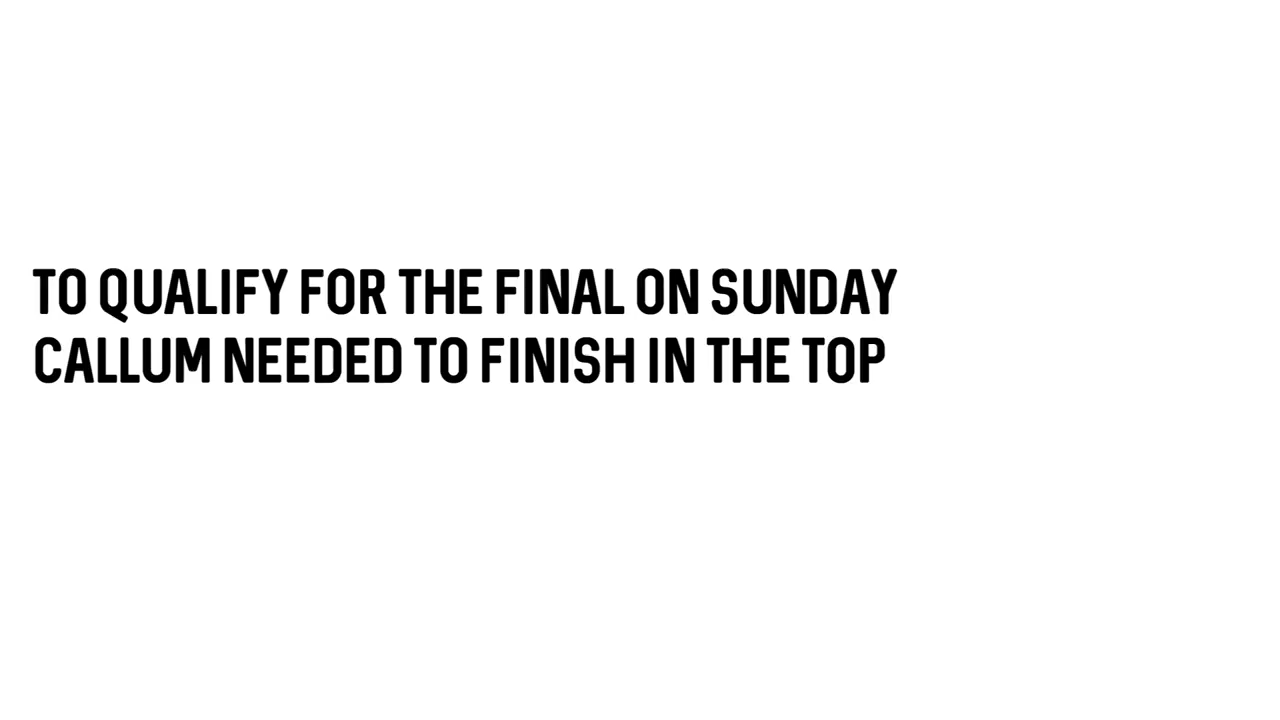 TO QUALIFY FOR THE FINAL ON SUNDAY
CALLUM NEEDED TO FINISH IN THE TOP